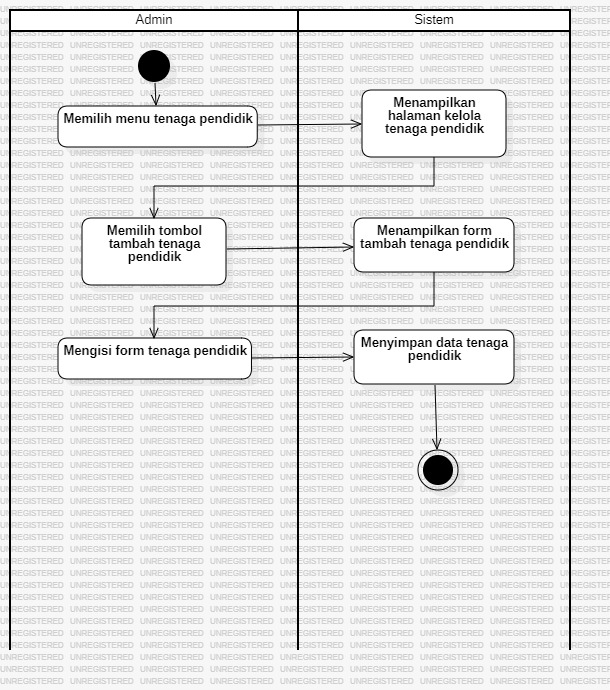 Admin
Sistem
Memilih menu tenaga pendidik
Menampilkan
halaman kelola
tenaga pendidik
Memilih tombol
tambah tenaga
pendidik
Menampilkan form
tambah tenaga pendidik
Mengisi form tenaga pendidik
Menyimpan data tenaga
pendidik
UNREGISTERED